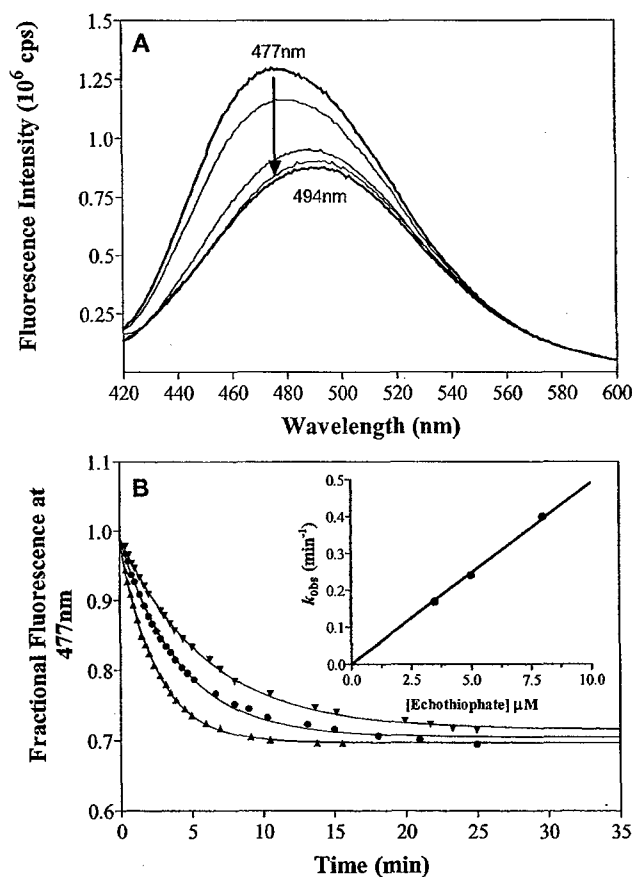 A
Fluorescence Intensity (10⁶ cps)
1.5
1.25
1.0
0.75
0.5
0.25
477nm
494nm
420 440 460 480 500 520 540 560 580 600
Wavelength (nm)
B
Fractional Fluorescence at
477nm
1.1
1.0
0.9
0.8
0.7
0.6
k_obs (min⁻¹)
0.5
0.4
0.3
0.2
0.1
0.0
0.0 2.5 5.0 7.5 10.0
[Echothiophate] µM
0 5 10 15 20 25 30 35
Time (min)